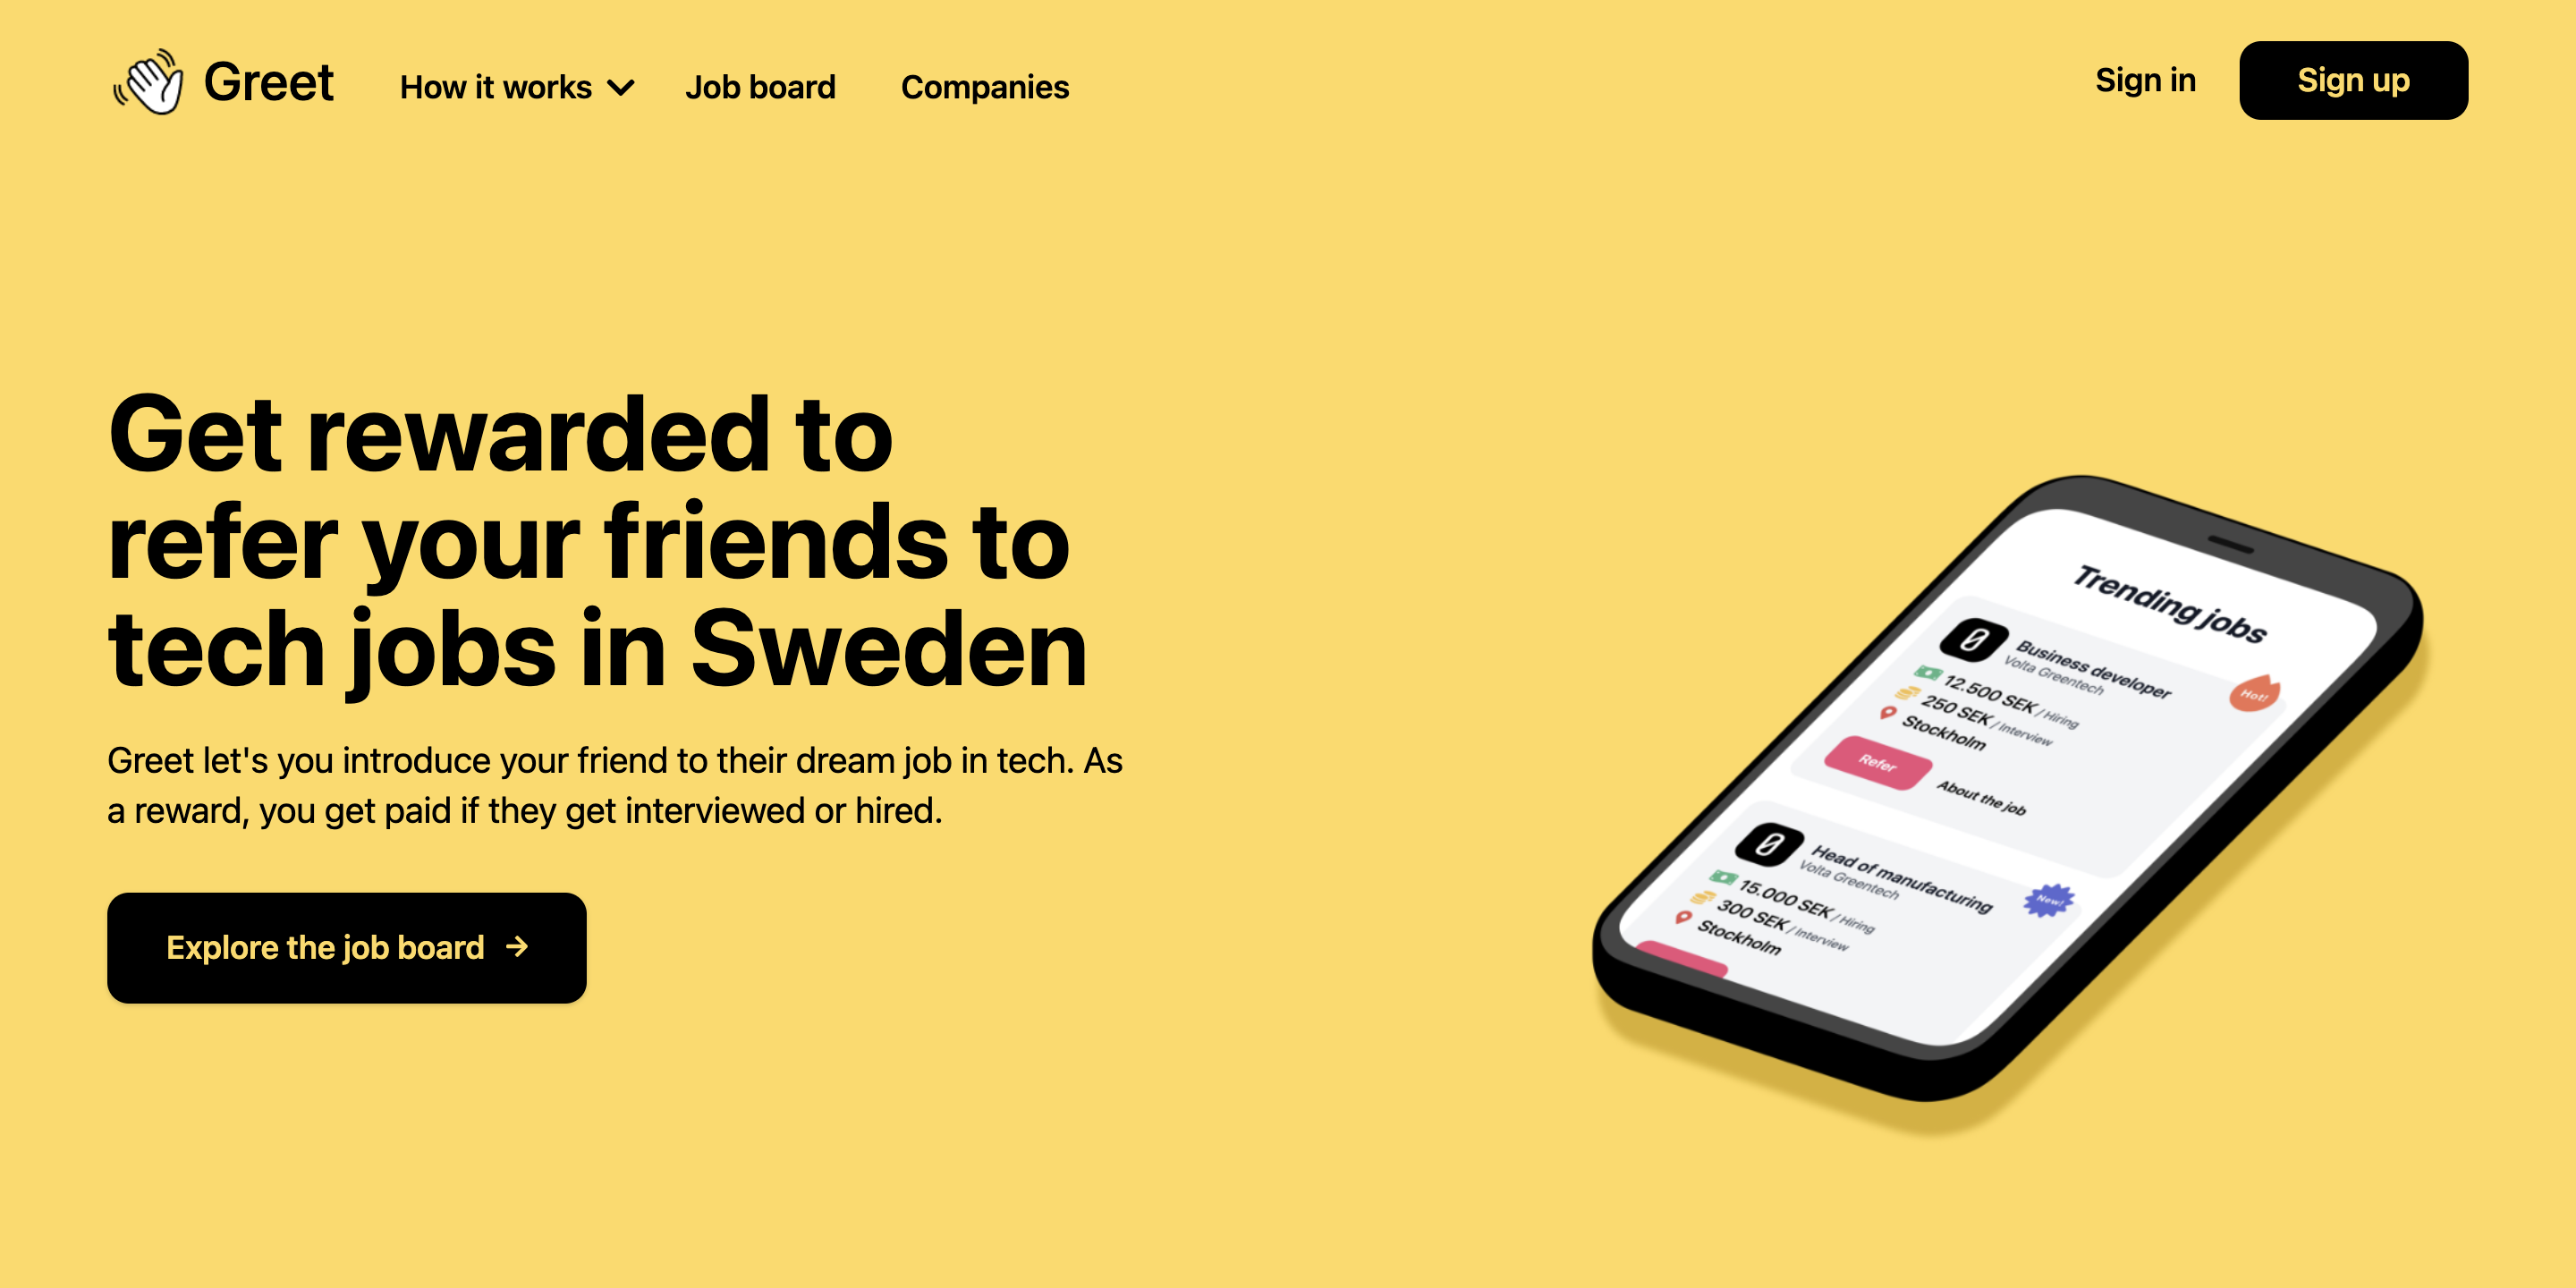 Greet
How it works
Job board
Companies
Sign in
Sign up
Get rewarded to
refer your friends to
tech jobs in Sweden
Greet let's you introduce your friend to their dream job in tech. As
a reward, you get paid if they get interviewed or hired.
Explore the job board →
Trending jobs
Business developer
Volta Greentech
Hot!
12.500 SEK / Hiring
250 SEK / Interview
Stockholm
Refer
About the job
Head of manufacturing
Volta Greentech
New!
15.000 SEK / Hiring
300 SEK / Interview
Stockholm